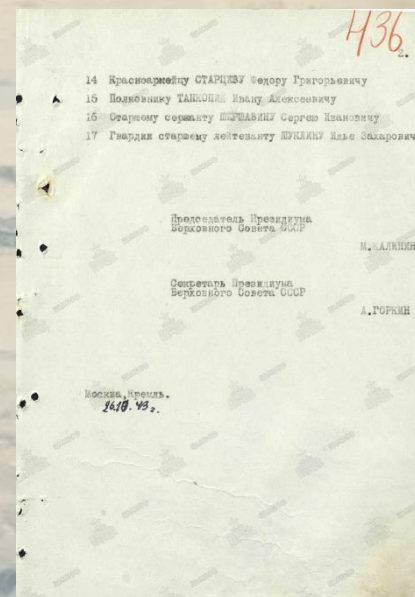 436
2.
14 Красноармейцу СТАРЦЕВУ Федору Григорьевичу
15 Полковнику ТАНКОПИЙ Ивану Алексеевичу
16 Старшему сержанту ШЕРШАВИНУ Сергею Ивановичу
17 Гвардии старшему лейтенанту ШУКЛИНУ Илье Захарович
Председатель Президиума
Верховного Совета СССР
М.КАЛИНИН
Секретарь Президиума
Верховного Совета СССР
А.ГОРКИН
Москва, Кремль.
26.10.43 г.